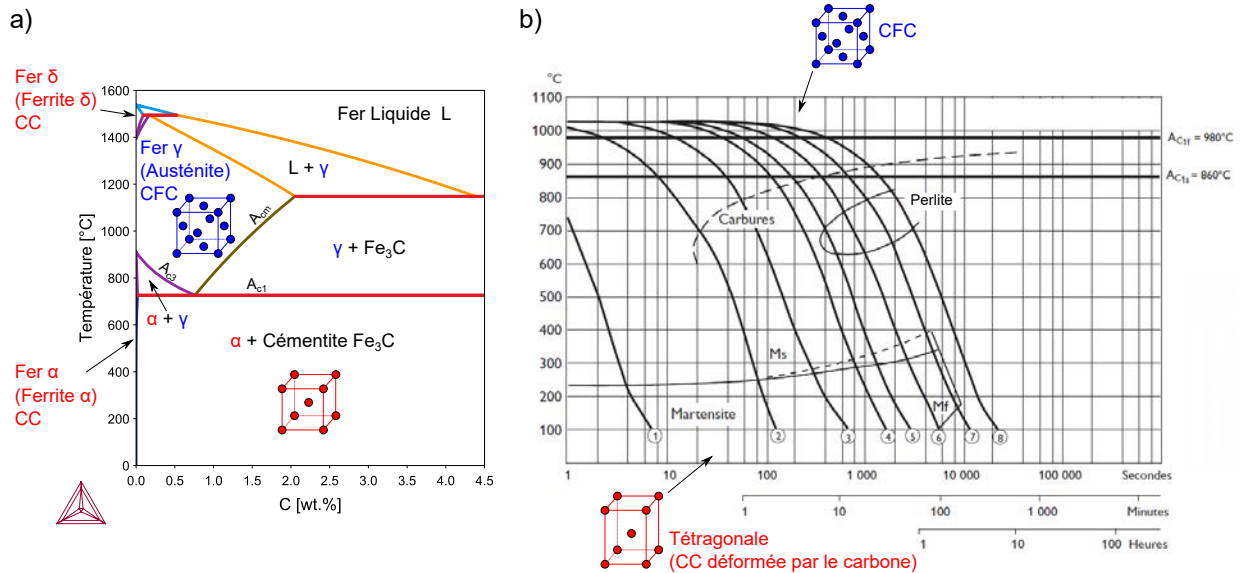 a)
Fer δ
(Ferrite δ)
CC
1600
1400
1200
1000
800
600
400
200
0
Température [°C]
Fer Liquide L
Fer γ
(Austénite)
CFC
L + γ
Acm
γ + Fe3C
Ac3
Ac1
α + γ
α + Cémentite Fe3C
Fer α
(Ferrite α)
CC
0 0.5 1.0 1.5 2.0 2.5 3.0 3.5 4.0 4.5
C [wt.%]
b)
CFC
°C
1100
1000
900
800
700
600
500
400
300
200
100
AC1f = 980°C
AC1s = 860°C
Perlite
Carbures
Ms
Martensite
Mf
1 2 3 4 5 6 7 8
1 10 100 1 000 10 000 100 000 Secondes
1 10 100 1 000 Minutes
1 10 100 Heures
Tétragonale
(CC déformée par le carbone)